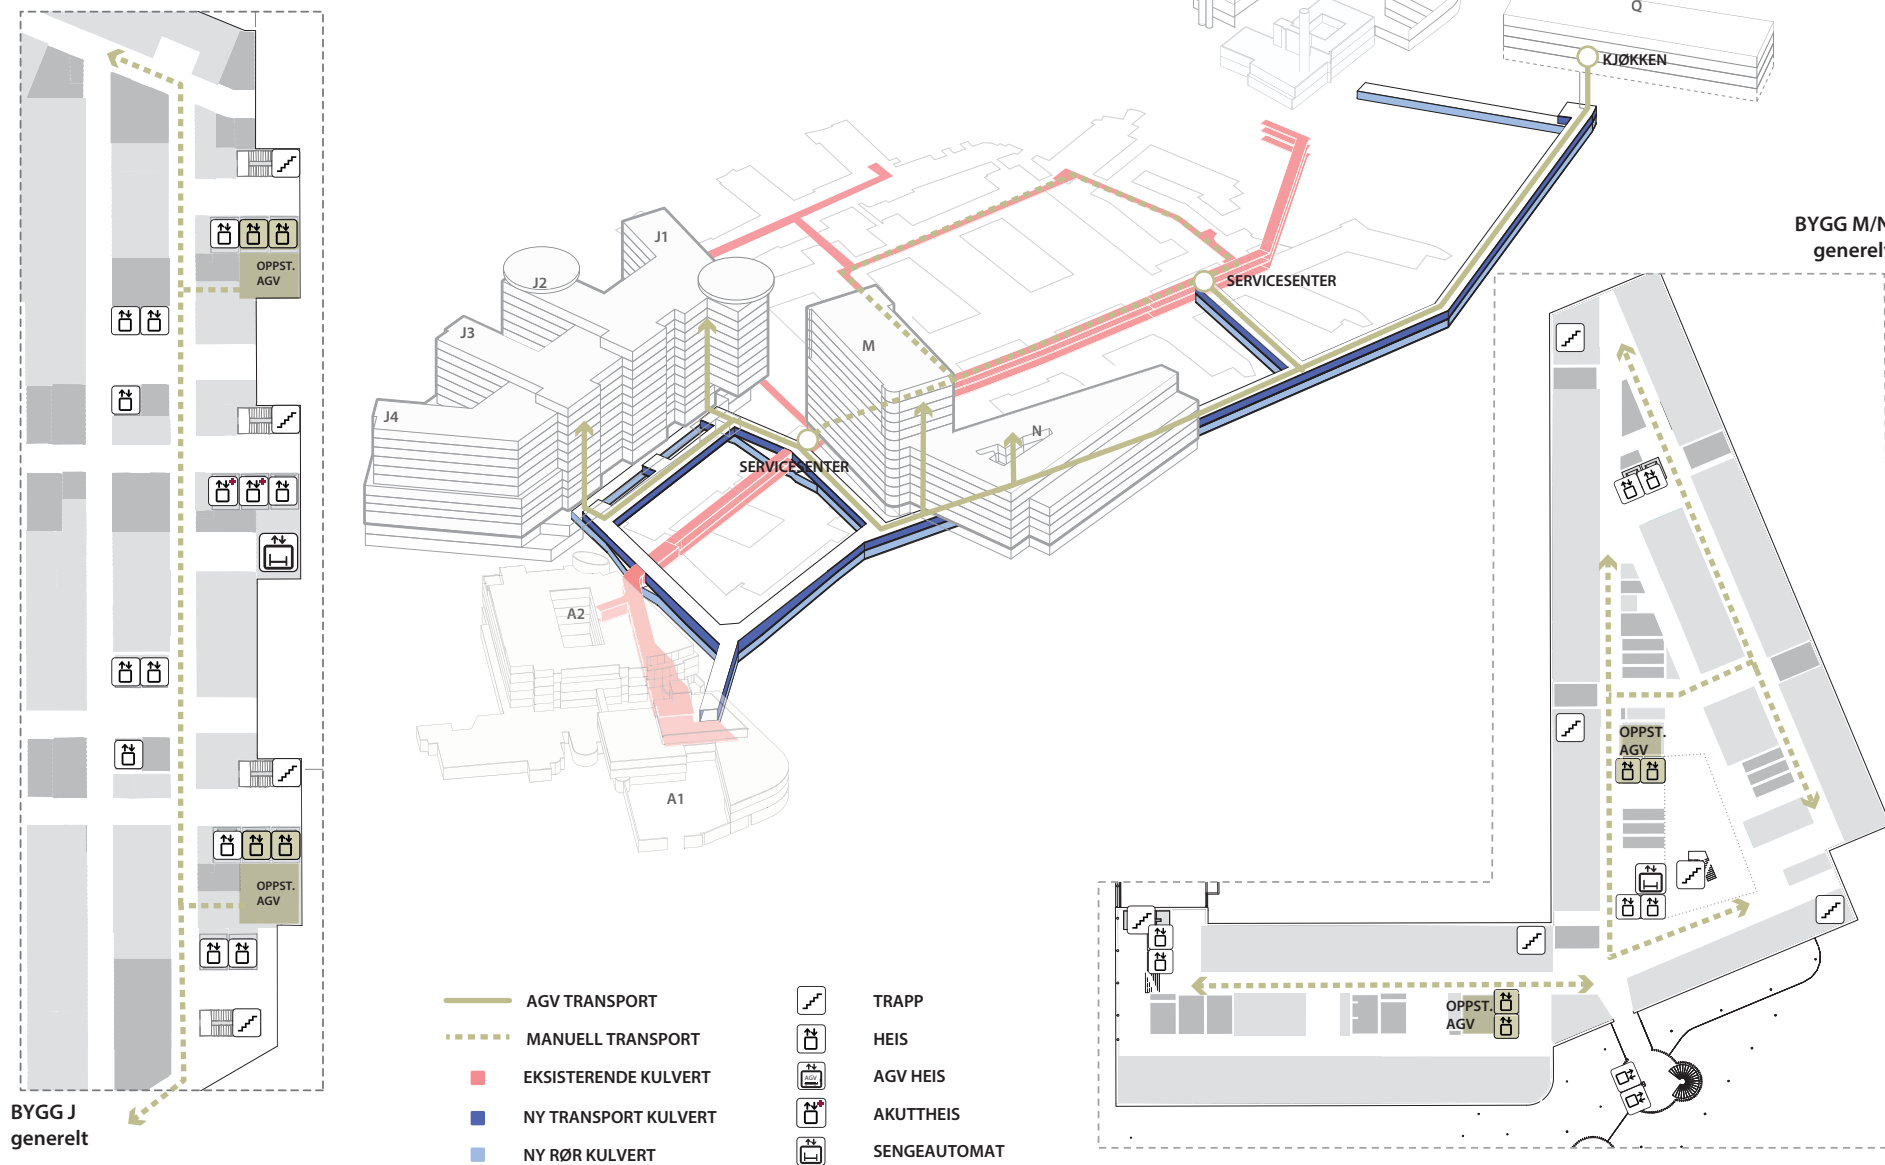 Q
KJØKKEN
BYGG M/N
generelt
J1
J2
J3
J4
M
N
SERVICESENTER
SERVICESENTER
A2
A1
OPPST.
AGV
OPPST.
AGV
OPPST.
AGV
OPPST.
AGV
BYGG J
generelt
AGV TRANSPORT
MANUELL TRANSPORT
EKSISTERENDE KULVERT
NY TRANSPORT KULVERT
NY RØR KULVERT
TRAPP
HEIS
AGV
AGV HEIS
AKUTTHEIS
SENGEAUTOMAT